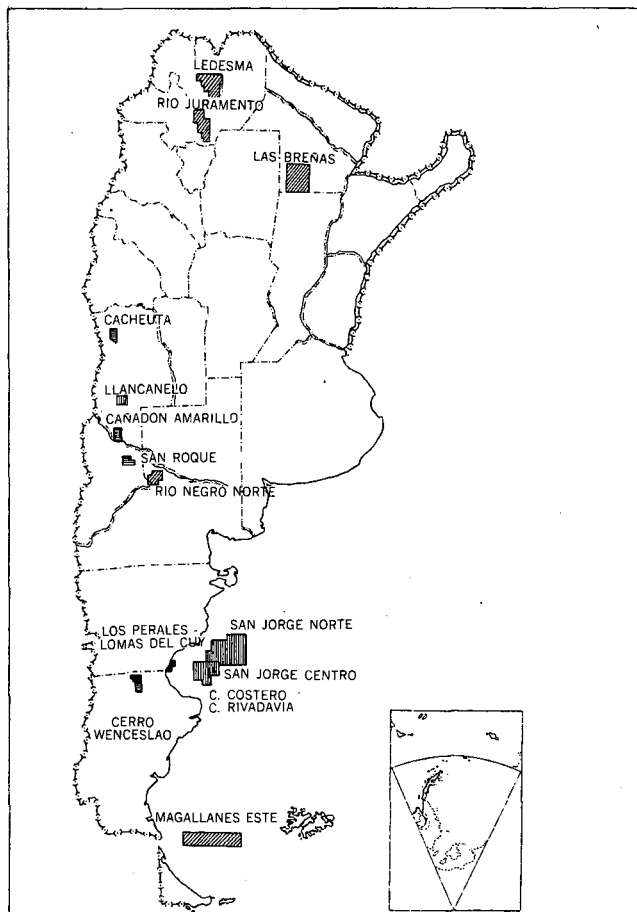 LEDESMA
RIO JURAMENTO
LAS BREÑAS
CACHEUTA
LLANCANELO
CAÑADON AMARILLO
SAN ROQUE
RIO NEGRO NORTE
LOS PERALES
LOMAS DEL CUY
SAN JORGE NORTE
SAN JORGE CENTRO
C. COSTERO
C. RIVADAVIA
CERRO
WENCESLAO
MAGALLANES ESTE